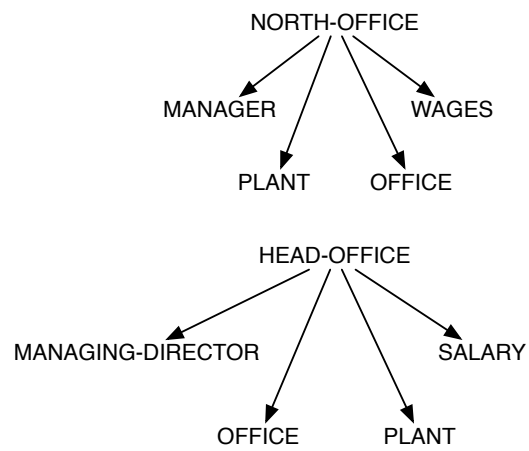 NORTH-OFFICE
MANAGER WAGES
PLANT OFFICE
HEAD-OFFICE
MANAGING-DIRECTOR SALARY
OFFICE PLANT